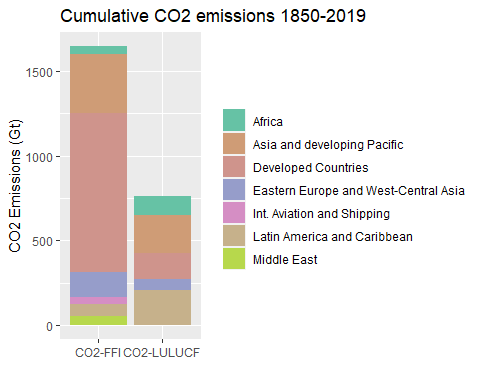 Cumulative CO2 emissions 1850-2019
CO2 Emissions (Gt)
1500
1000
500
0
CO2-FFI
CO2-LULUCF
Africa
Asia and developing Pacific
Developed Countries
Eastern Europe and West-Central Asia
Int. Aviation and Shipping
Latin America and Caribbean
Middle East